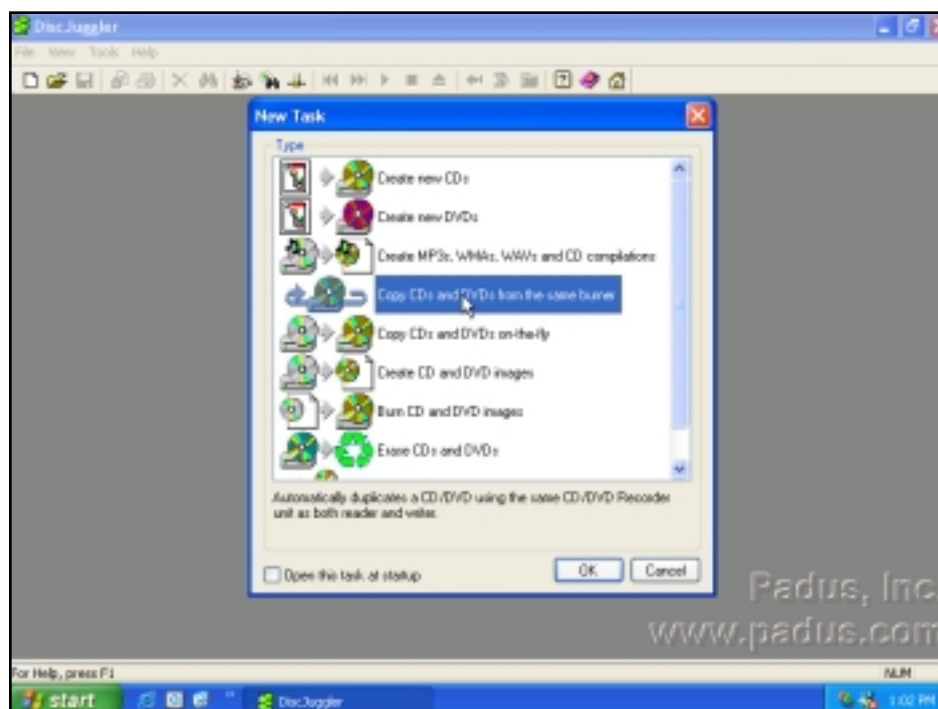 DiscJuggler
File View Tools Help
New Task
Type
Create new CDs
Create new DVDs
Create MP3s, WMAs, WAVs and CD compilations
Copy CDs and DVDs from the same burner
Copy CDs and DVDs on-the-fly
Create CD and DVD images
Burn CD and DVD images
Erase CDs and DVDs
Automatically duplicates a CD/DVD using the same CD/DVD Recorder
unit as both reader and writer.
Open this task at startup
OK Cancel
Padus, Inc
www.padus.com
For Help, press F1 NUM
start DiscJuggler 1:02 PM